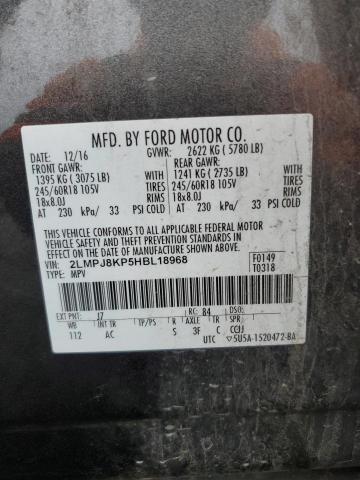 MFD. BY FORD MOTOR CO.
DATE: 12/16 GVWR: 2622 KG ( 5780 LB)
FRONT GAWR: REAR GAWR:
1395 KG ( 3075 LB) 1241 KG ( 2735 LB)
245/60R18 105V TIRES 245/60R18 105V TIRES
18x8.0J RIMS 18x8.0J RIMS
AT 230 kPa/ 33 PSI COLD AT 230 kPa/ 33 PSI COLD
THIS VEHICLE CONFORMS TO ALL APPLICABLE FEDERAL MOTOR
VEHICLE SAFETY AND BUMPER STANDARDS IN EFFECT ON THE DATE OF
MANUFACTURE SHOWN ABOVE.
VIN: 2LMPJ8KP5HBL18968 F0149
TYPE: MPV T0318
EXT PNT: J7 RC: 84 DSO:
WB INT TR TP/PS R AXLE TR SPR
112 AC S 3F C CCJJ
UTC ▽5U5A-1520472-BA